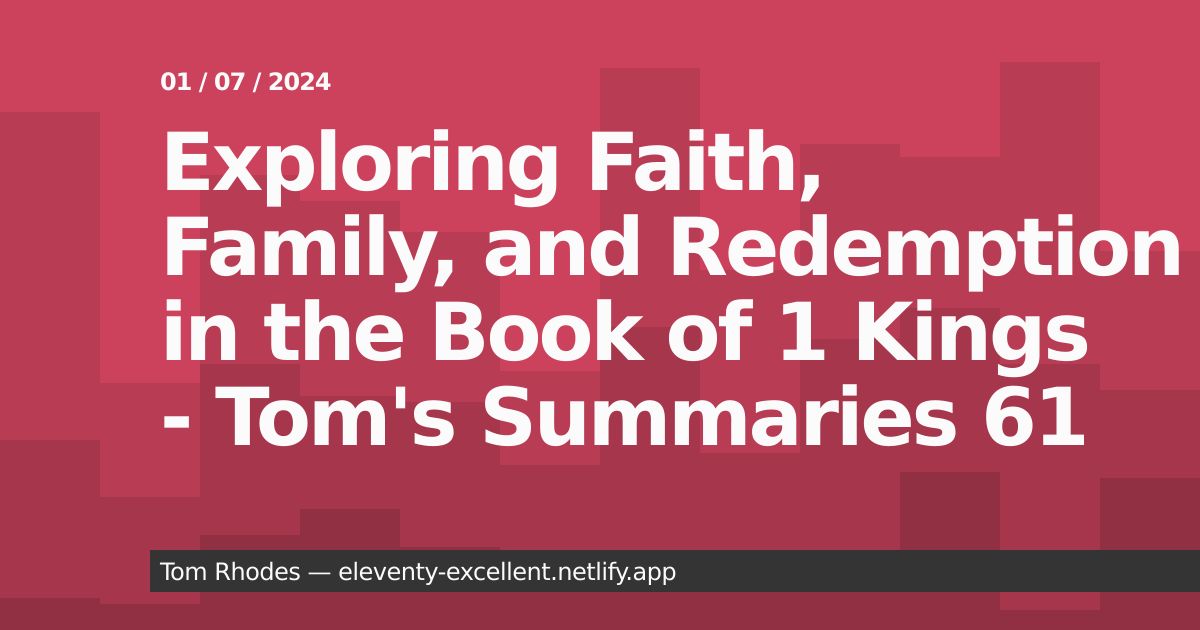 01 / 07 / 2024
Exploring Faith,
Family, and Redemption
in the Book of 1 Kings
- Tom's Summaries 61
Tom Rhodes — eleventy-excellent.netlify.app